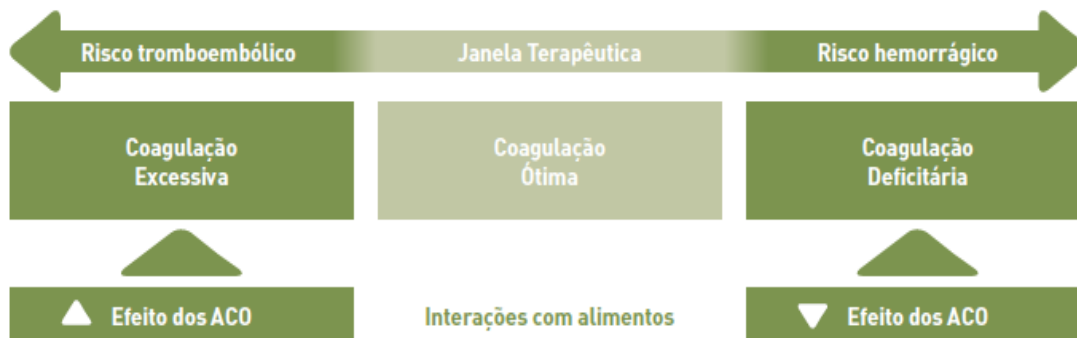 Risco tromboembólico
Janela Terapêutica
Risco hemorrágico
Coagulação
Excessiva
Coagulação
Ótima
Coagulação
Deficitária
Efeito dos ACO
Interações com alimentos
Efeito dos ACO